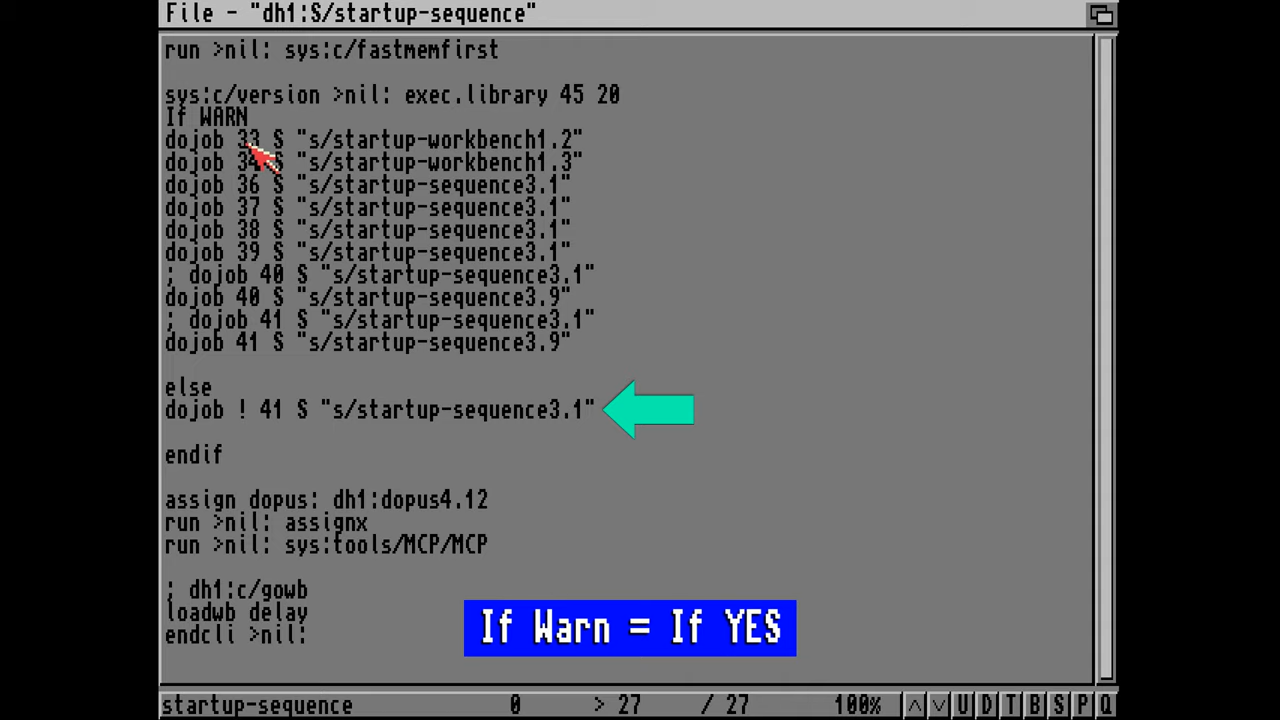 File - "dh1:S/startup-sequence"
run >nil: sys:c/fastmemfirst
sys:c/version >nil: exec.library 45 20
If WARN
dojob 33 S "s/startup-workbench1.2"
dojob 34 S "s/startup-workbench1.3"
dojob 36 S "s/startup-sequence3.1"
dojob 37 S "s/startup-sequence3.1"
dojob 38 S "s/startup-sequence3.1"
dojob 39 S "s/startup-sequence3.1"
; dojob 40 S "s/startup-sequence3.1"
dojob 40 S "s/startup-sequence3.9"
; dojob 41 S "s/startup-sequence3.1"
dojob 41 S "s/startup-sequence3.9"
else
dojob ! 41 S "s/startup-sequence3.1"
endif
assign dopus: dh1:dopus4.12
run >nil: assignx
run >nil: sys:tools/MCP/MCP
; dh1:c/gowb
loadwb delay
endcli >nil:
If Warn = If YES
startup-sequence 0 > 27 / 27 100% U D T B S P Q